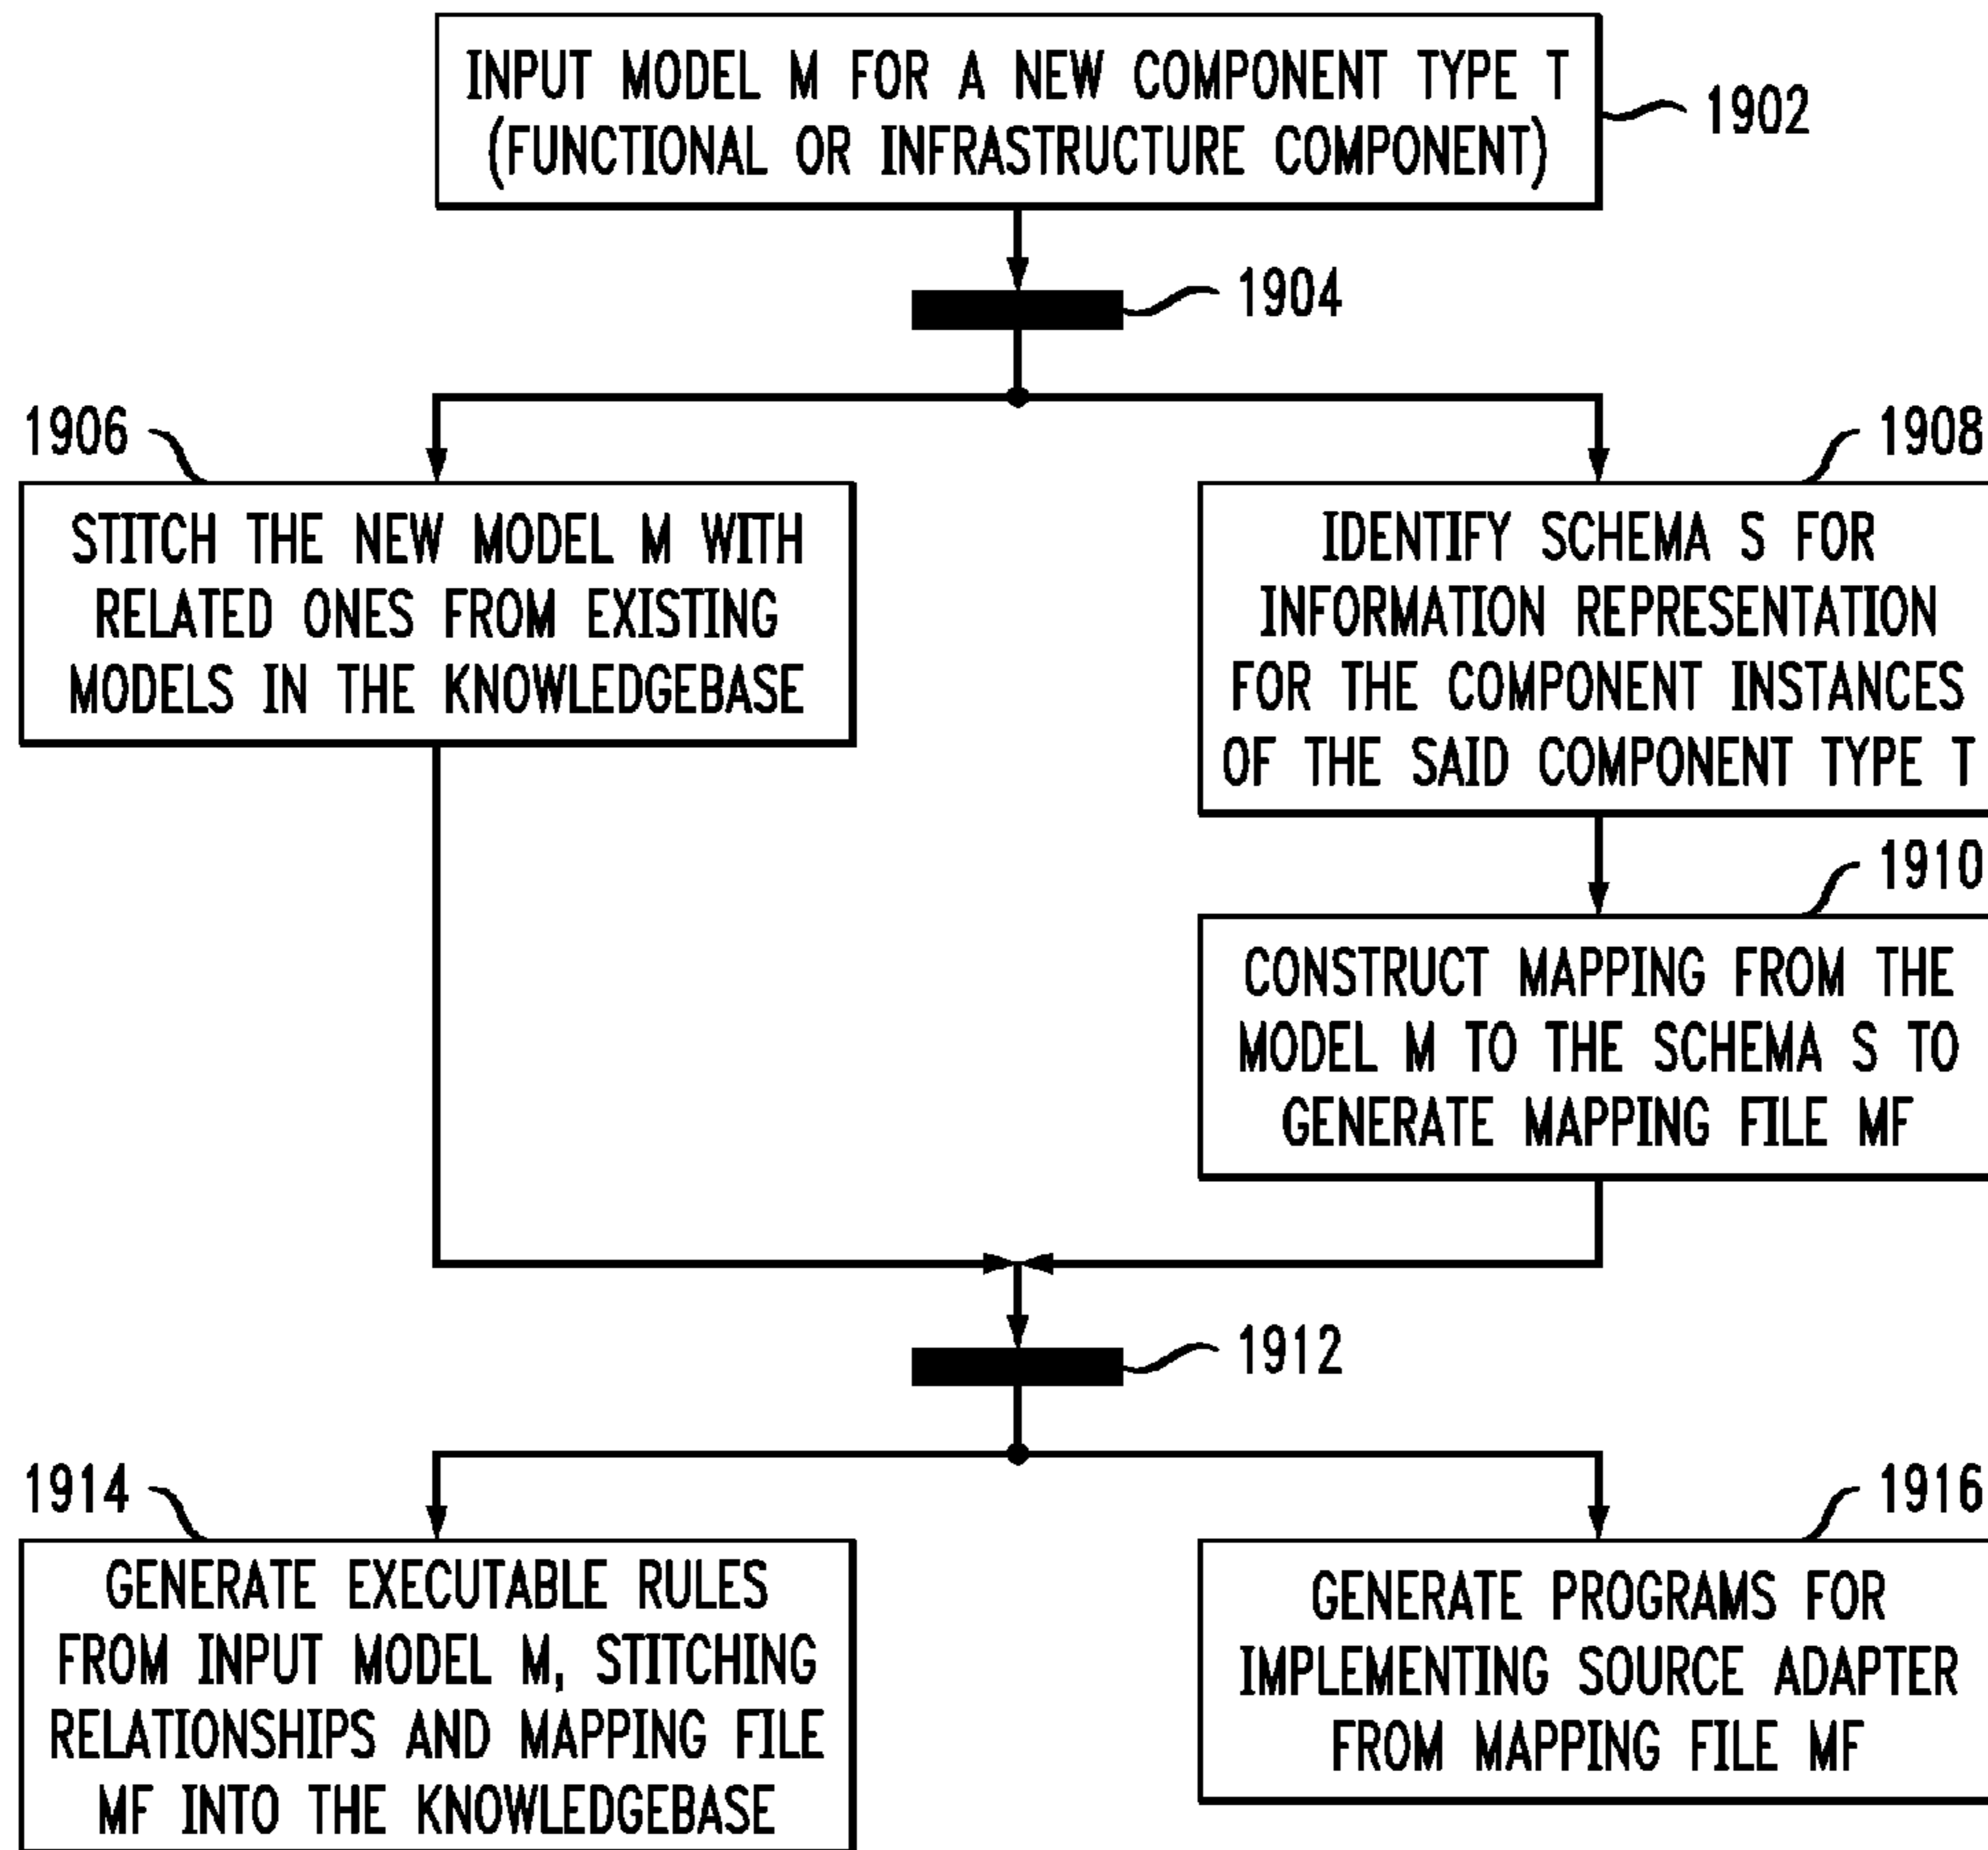 INPUT MODEL M FOR A NEW COMPONENT TYPE T
(FUNCTIONAL OR INFRASTRUCTURE COMPONENT)
1902
1904
1906
STITCH THE NEW MODEL M WITH
RELATED ONES FROM EXISTING
MODELS IN THE KNOWLEDGEBASE
1908
IDENTIFY SCHEMA S FOR
INFORMATION REPRESENTATION
FOR THE COMPONENT INSTANCES
OF THE SAID COMPONENT TYPE T
1910
CONSTRUCT MAPPING FROM THE
MODEL M TO THE SCHEMA S TO
GENERATE MAPPING FILE MF
1912
1914
GENERATE EXECUTABLE RULES
FROM INPUT MODEL M, STITCHING
RELATIONSHIPS AND MAPPING FILE
MF INTO THE KNOWLEDGEBASE
1916
GENERATE PROGRAMS FOR
IMPLEMENTING SOURCE ADAPTER
FROM MAPPING FILE MF